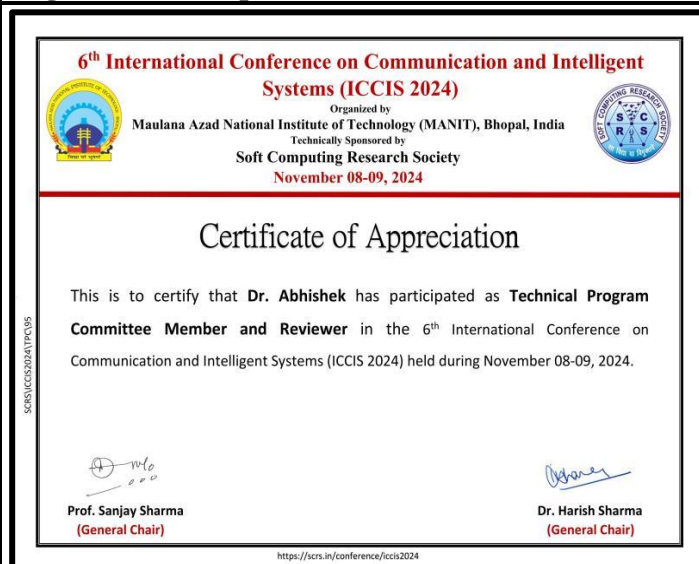 6th International Conference on Communication and Intelligent
Systems (ICCIS 2024)
Organized by
Maulana Azad National Institute of Technology (MANIT), Bhopal, India
Technically Sponsored by
Soft Computing Research Society
November 08-09, 2024
SOFT COMPUTING RESEARCH SOCIETY
S C
R S
Certificate of Appreciation
This is to certify that Dr. Abhishek has participated as Technical Program
Committee Member and Reviewer in the 6th International Conference on
Communication and Intelligent Systems (ICCIS 2024) held during November 08-09, 2024.
SCRS\ICCIS2024\TPC\95
Prof. Sanjay Sharma
(General Chair)
Dr. Harish Sharma
(General Chair)
https://scrs.in/conference/iccis2024